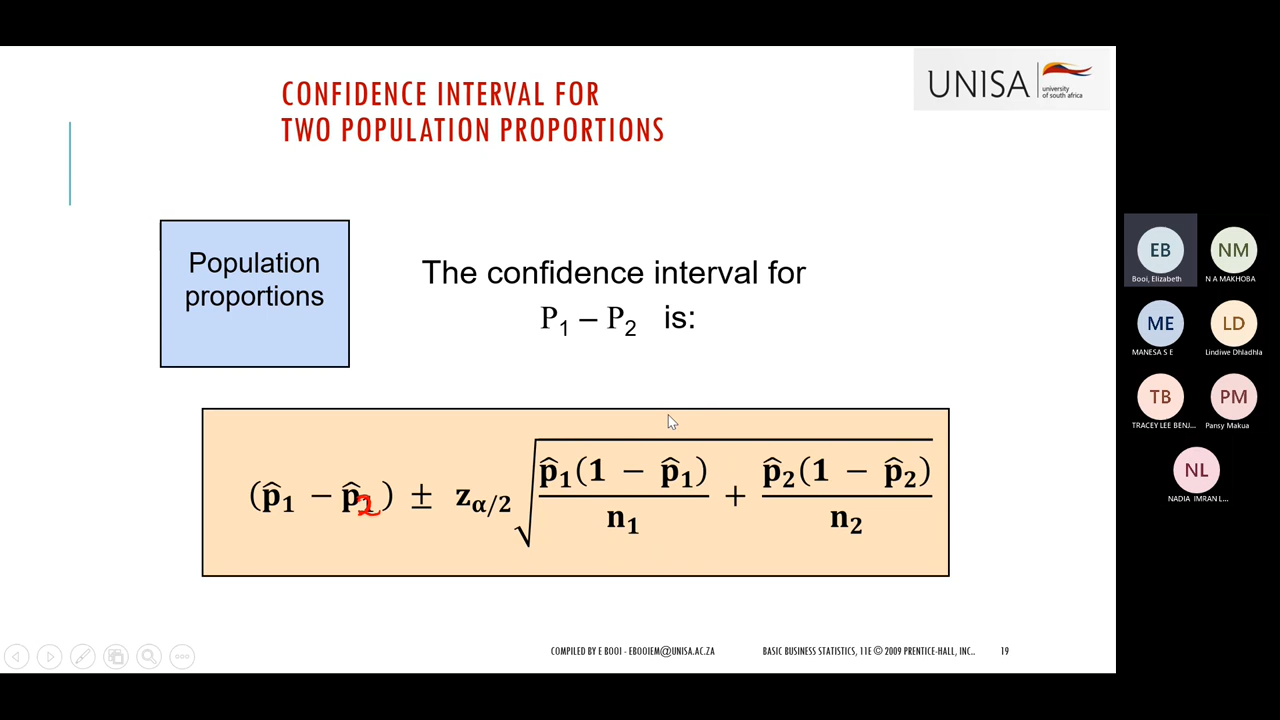 UNISA
university
of south africa
CONFIDENCE INTERVAL FOR
TWO POPULATION PROPORTIONS
Population
proportions
The confidence interval for
P₁ – P₂ is:
(p̂₁ − p̂2) ± z_α/2 √(p̂₁(1 − p̂₁)/n₁ + p̂₂(1 − p̂₂)/n₂)
COMPILED BY E BOOI - EBOOIEM@UNISA.AC.ZA
BASIC BUSINESS STATISTICS, 11E © 2009 PRENTICE-HALL, INC..
19
EB
Booi, Elizabeth
NM
N A MAKHOBA
ME
MANESA S E
LD
Lindiwe Dhladhla
TB
TRACEY LEE BENJ...
PM
Pansy Makua
NL
NADIA IMRAN L...